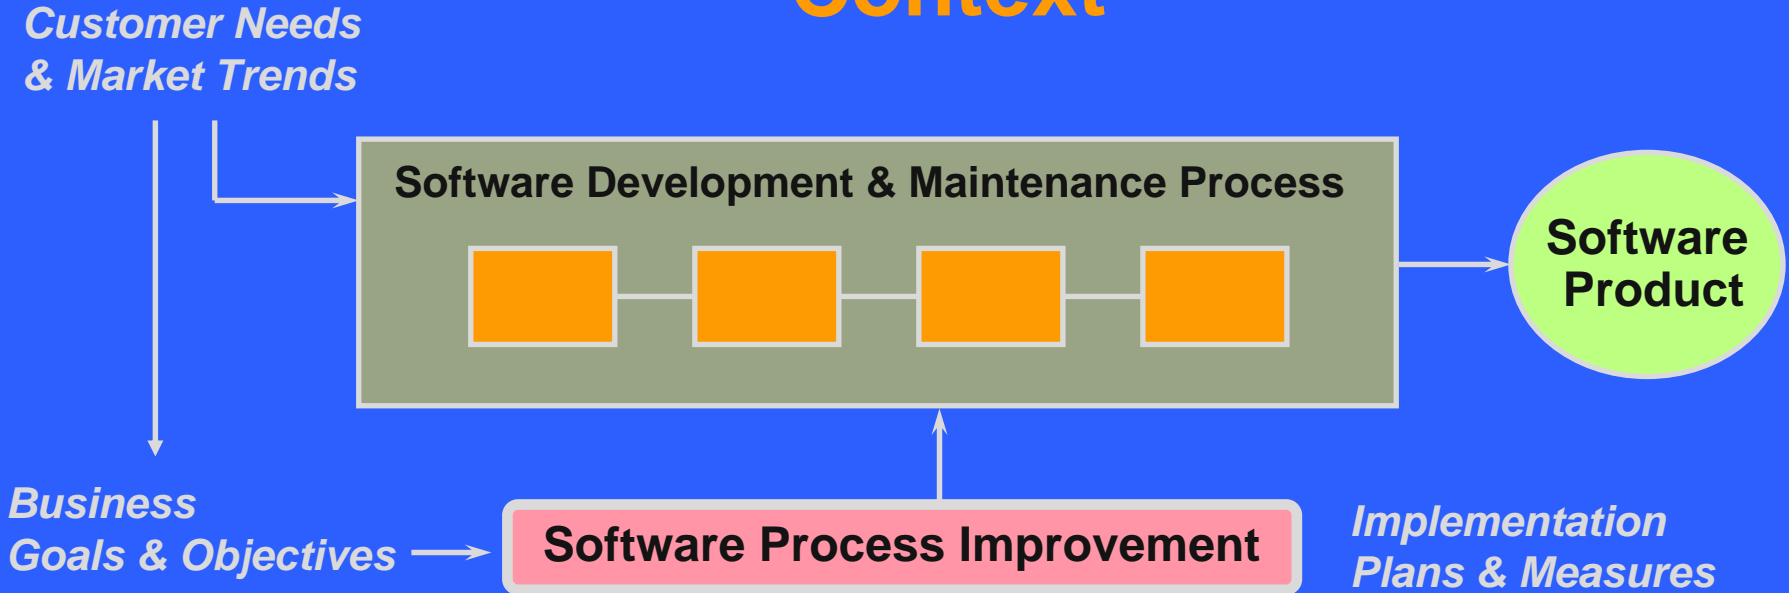 Context
Customer Needs
& Market Trends
Software Development & Maintenance Process
Software
Product
Business
Goals & Objectives
Software Process Improvement
Implementation
Plans & Measures